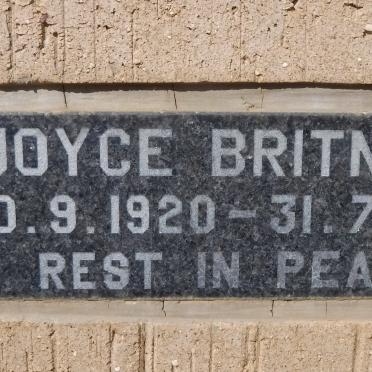 JOYCE BRITN
0.9.1920 - 31.7
REST IN PEA